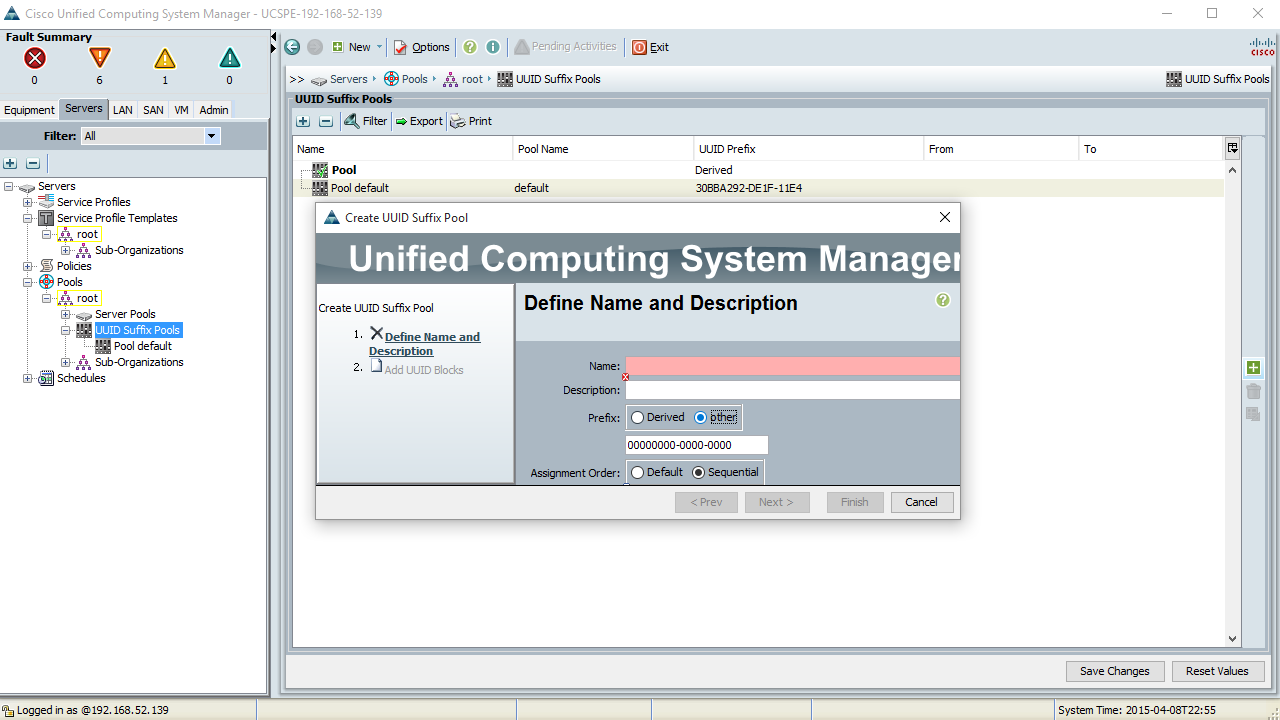 Cisco Unified Computing System Manager - UCSPE-192-168-52-139
Fault Summary
0 6 1 0
Equipment Servers LAN SAN VM Admin
Filter: All
Servers
Service Profiles
Service Profile Templates
root
Sub-Organizations
Policies
Pools
root
Server Pools
UUID Suffix Pools
Pool default
Sub-Organizations
Schedules
New Options Pending Activities Exit
CISCO
>> Servers Pools root UUID Suffix Pools UUID Suffix Pools
UUID Suffix Pools
Filter Export Print
Name Pool Name UUID Prefix From To
Pool Derived
Pool default default 30BBA292-DE1F-11E4
Create UUID Suffix Pool
Unified Computing System Manager
Create UUID Suffix Pool
1. Define Name and
Description
2. Add UUID Blocks
Define Name and Description
Name:
Description:
Prefix: Derived other
00000000-0000-0000
Assignment Order: Default Sequential
< Prev Next > Finish Cancel
Save Changes Reset Values
Logged in as @192.168.52.139 System Time: 2015-04-08T22:55